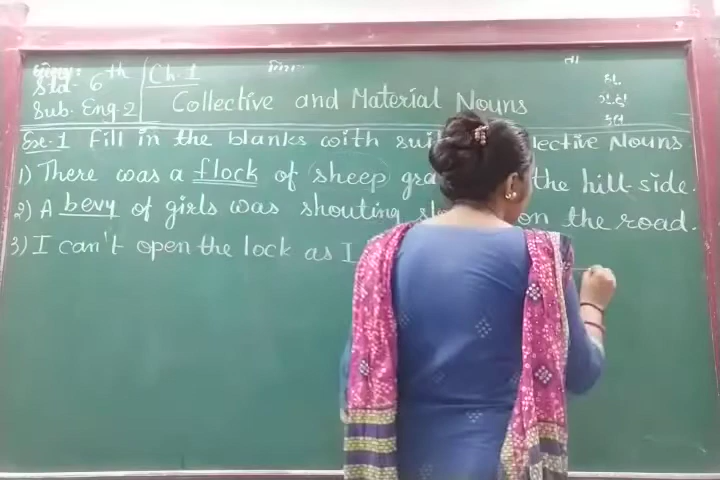 Std- 6th Ch.1
Sub. Eng-2 Collective and Material Nouns
Exe-1 Fill in the blanks with llective Nouns
1) There was a flock of sheep the hill-side.
2) A bevy of girls was shouting on the road.
3) I can't open the lock as I